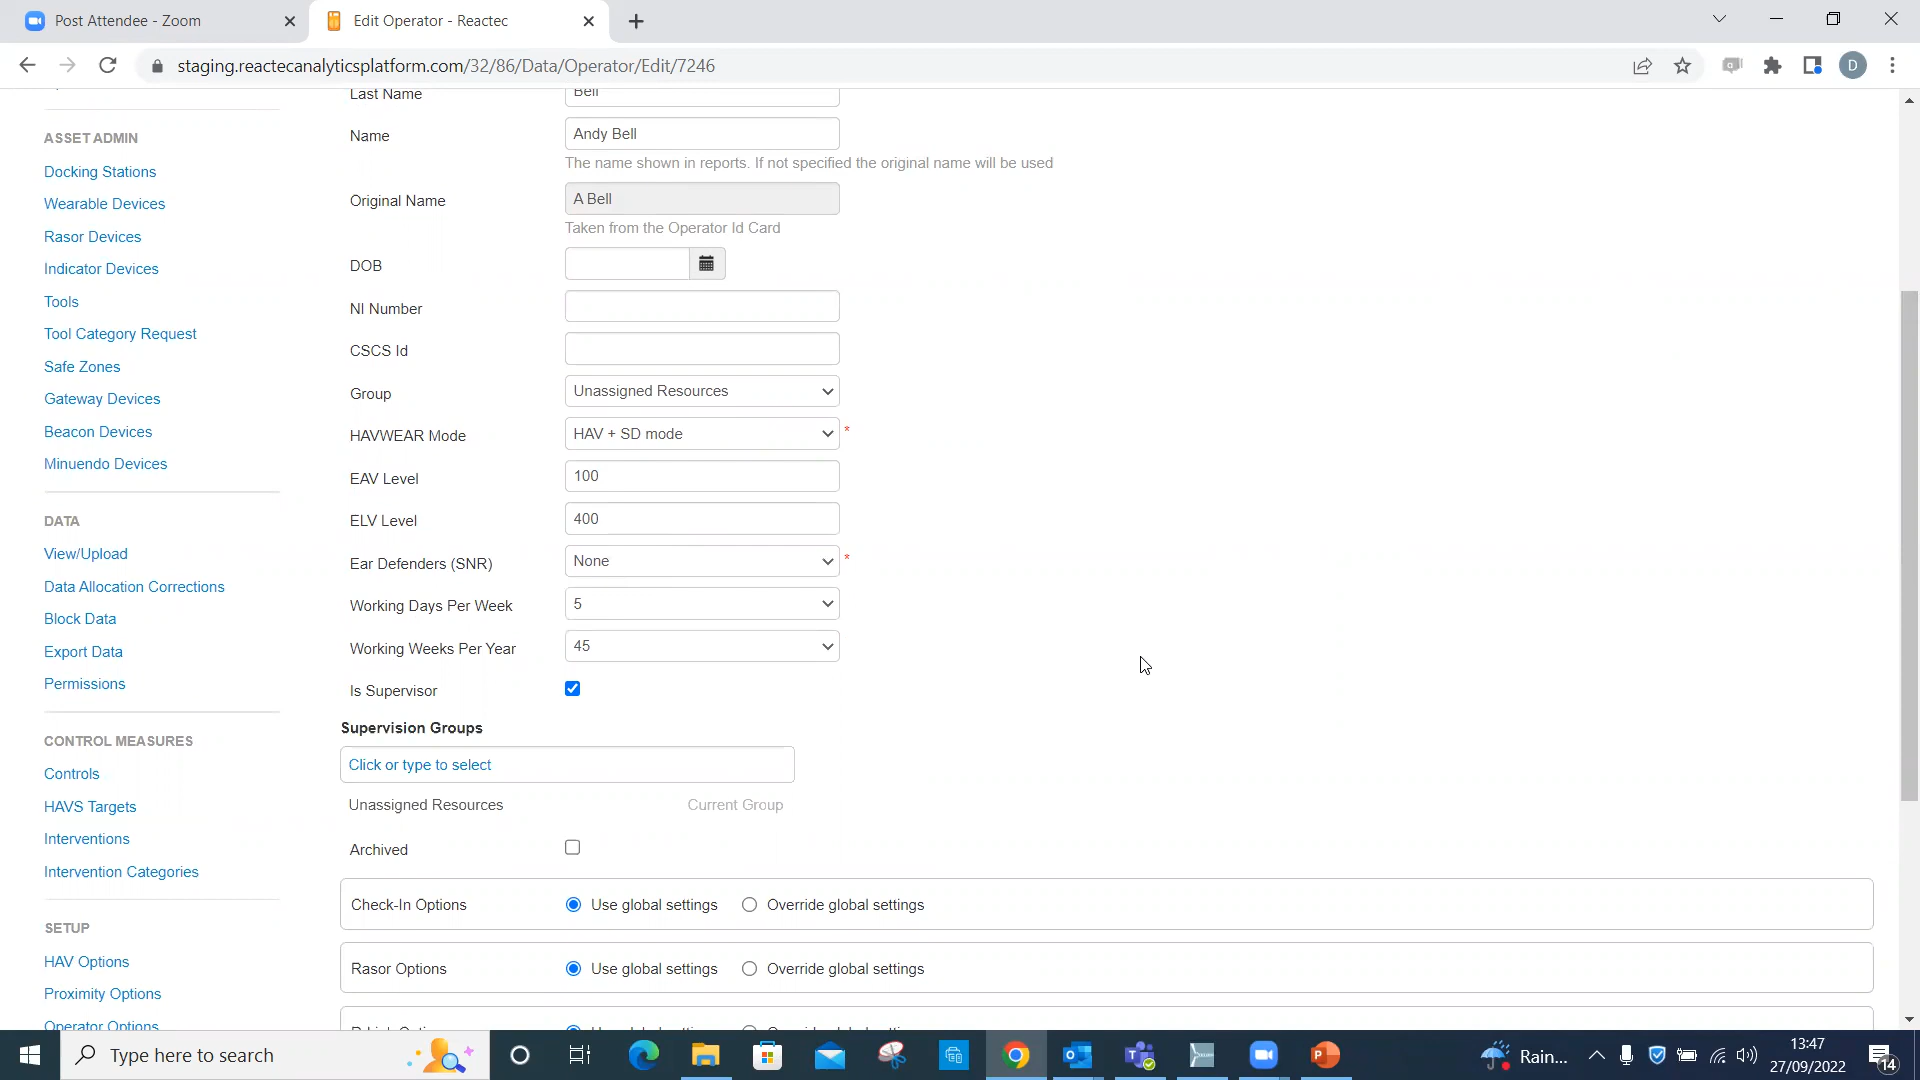 Post Attendee - Zoom
Edit Operator - Reactec
staging.reactecanalyticsplatform.com/32/86/Data/Operator/Edit/7246
D
Last Name
Bell
Name
Andy Bell
The name shown in reports. If not specified the original name will be used
Original Name
A Bell
Taken from the Operator Id Card
DOB
NI Number
CSCS Id
Group
Unassigned Resources
HAVWEAR Mode
HAV + SD mode
*
EAV Level
100
ELV Level
400
Ear Defenders (SNR)
None
*
Working Days Per Week
5
Working Weeks Per Year
45
Is Supervisor
Supervision Groups
Click or type to select
Unassigned Resources
Current Group
Archived
Check-In Options
Use global settings
Override global settings
Rasor Options
Use global settings
Override global settings
ASSET ADMIN
Docking Stations
Wearable Devices
Rasor Devices
Indicator Devices
Tools
Tool Category Request
Safe Zones
Gateway Devices
Beacon Devices
Minuendo Devices
DATA
View/Upload
Data Allocation Corrections
Block Data
Export Data
Permissions
CONTROL MEASURES
Controls
HAVS Targets
Interventions
Intervention Categories
SETUP
HAV Options
Proximity Options
Operator Options
Type here to search
Rain...
13:47
27/09/2022
14